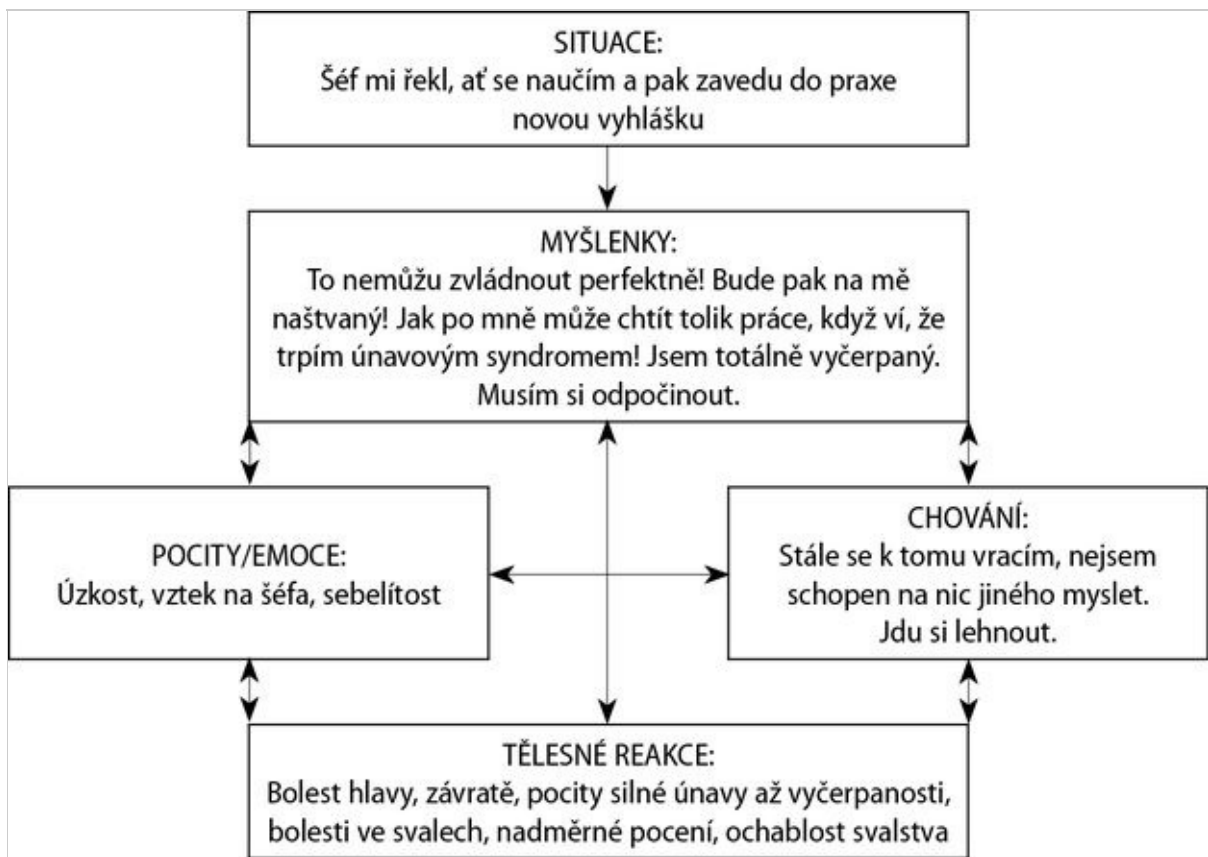 SITUACE:
Šéf mi řekl, ať se naučím a pak zavedu do praxe
novou vyhlášku
MYŠLENKY:
To nemůžu zvládnout perfektně! Bude pak na mě
naštvaný! Jak po mně může chtít tolik práce, když ví, že
trpím únavovým syndromem! Jsem totálně vyčerpaný.
Musím si odpočinout.
POCITY/EMOCE:
Úzkost, vztek na šéfa, sebelítost
CHOVÁNÍ:
Stále se k tomu vracím, nejsem
schopen na nic jiného myslet.
Jdu si lehnout.
TĚLESNÉ REAKCE:
Bolest hlavy, závratě, pocity silné únavy až vyčerpanosti,
bolesti ve svalech, nadměrné pocení, ochablost svalstva